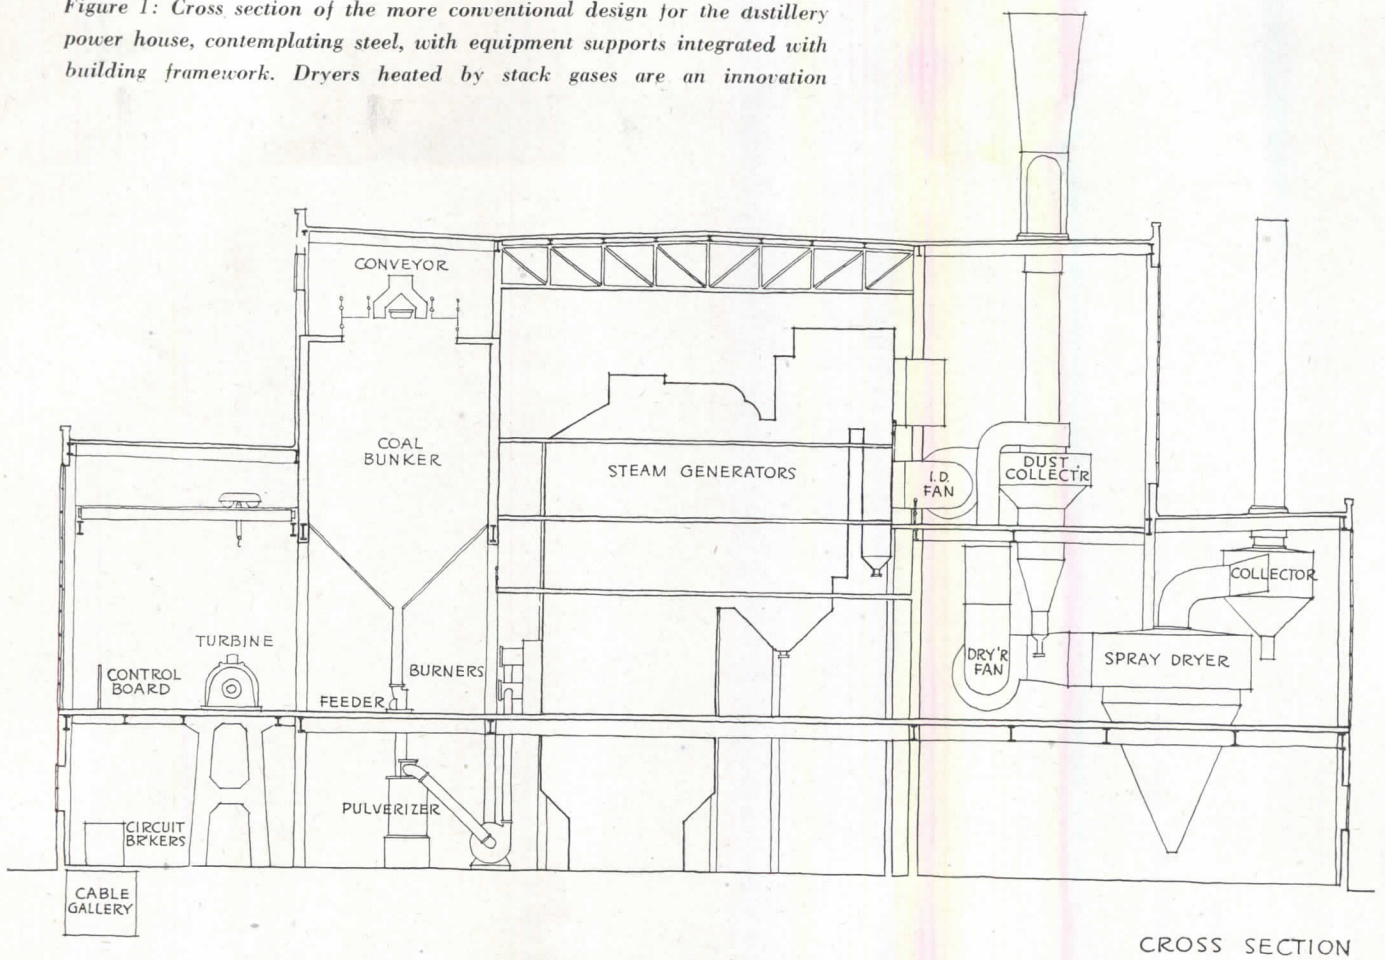 Figure 1: Cross section of the more conventional design for the distillery
power house, contemplating steel, with equipment supports integrated with
building framework. Dryers heated by stack gases are an innovation
CONVEYOR
COAL
BUNKER
STEAM GENERATORS
I.D.
FAN
DUST
COLLECT'R
COLLECTOR
TURBINE
CONTROL
BOARD
FEEDER
BURNERS
DRY'R
FAN
SPRAY DRYER
PULVERIZER
CIRCUIT
BR'KERS
CABLE
GALLERY
CROSS SECTION